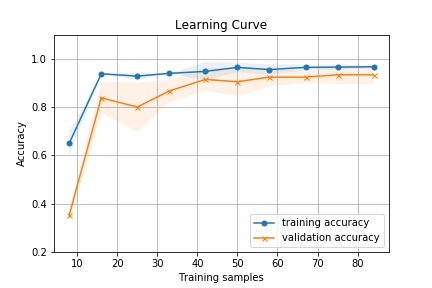 Learning Curve
1.0
0.8
0.6
0.4
0.2
Accuracy
training accuracy
validation accuracy
10 20 30 40 50 60 70 80
Training samples